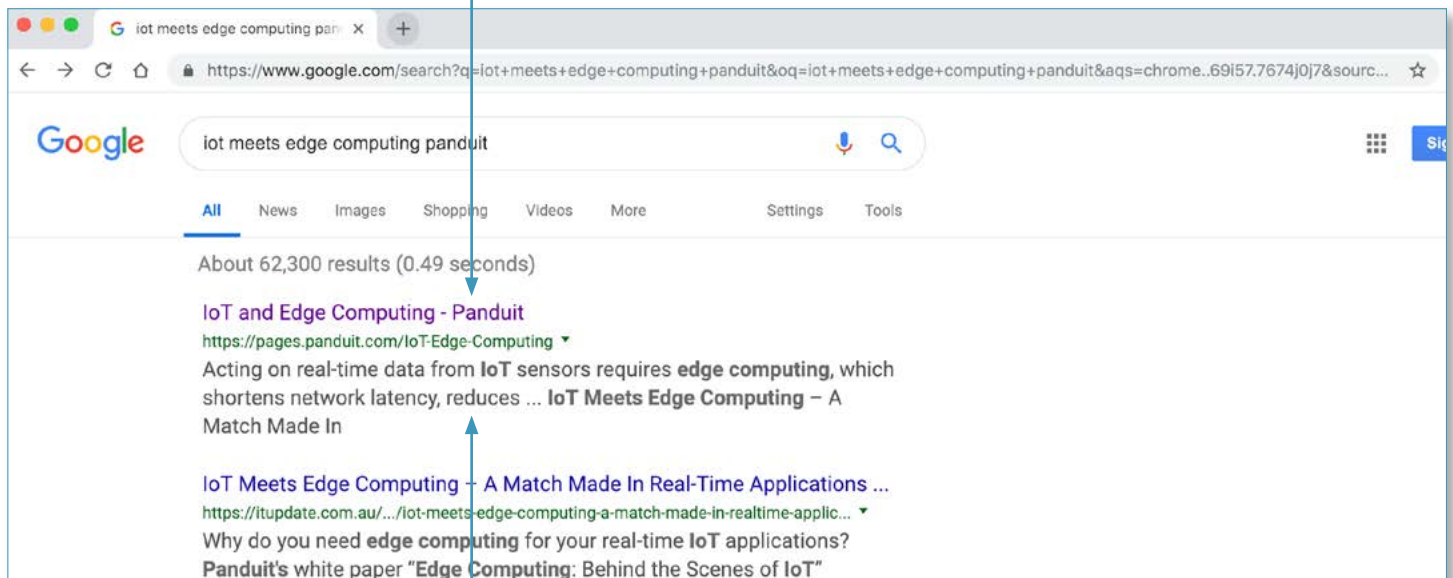 iot meets edge computing pan
https://www.google.com/search?q=iot+meets+edge+computing+panduit&oq=iot+meets+edge+computing+panduit&aqs=chrome..69i57.7674j0j7&sourc...
Google
iot meets edge computing panduit
Sig
All News Images Shopping Videos More Settings Tools
About 62,300 results (0.49 seconds)
IoT and Edge Computing - Panduit
https://pages.panduit.com/IoT-Edge-Computing
Acting on real-time data from IoT sensors requires edge computing, which
shortens network latency, reduces ... IoT Meets Edge Computing – A
Match Made In
IoT Meets Edge Computing – A Match Made In Real-Time Applications ...
https://itupdate.com.au/.../iot-meets-edge-computing-a-match-made-in-realtime-applic...
Why do you need edge computing for your real-time IoT applications?
Panduit's white paper “Edge Computing: Behind the Scenes of IoT”